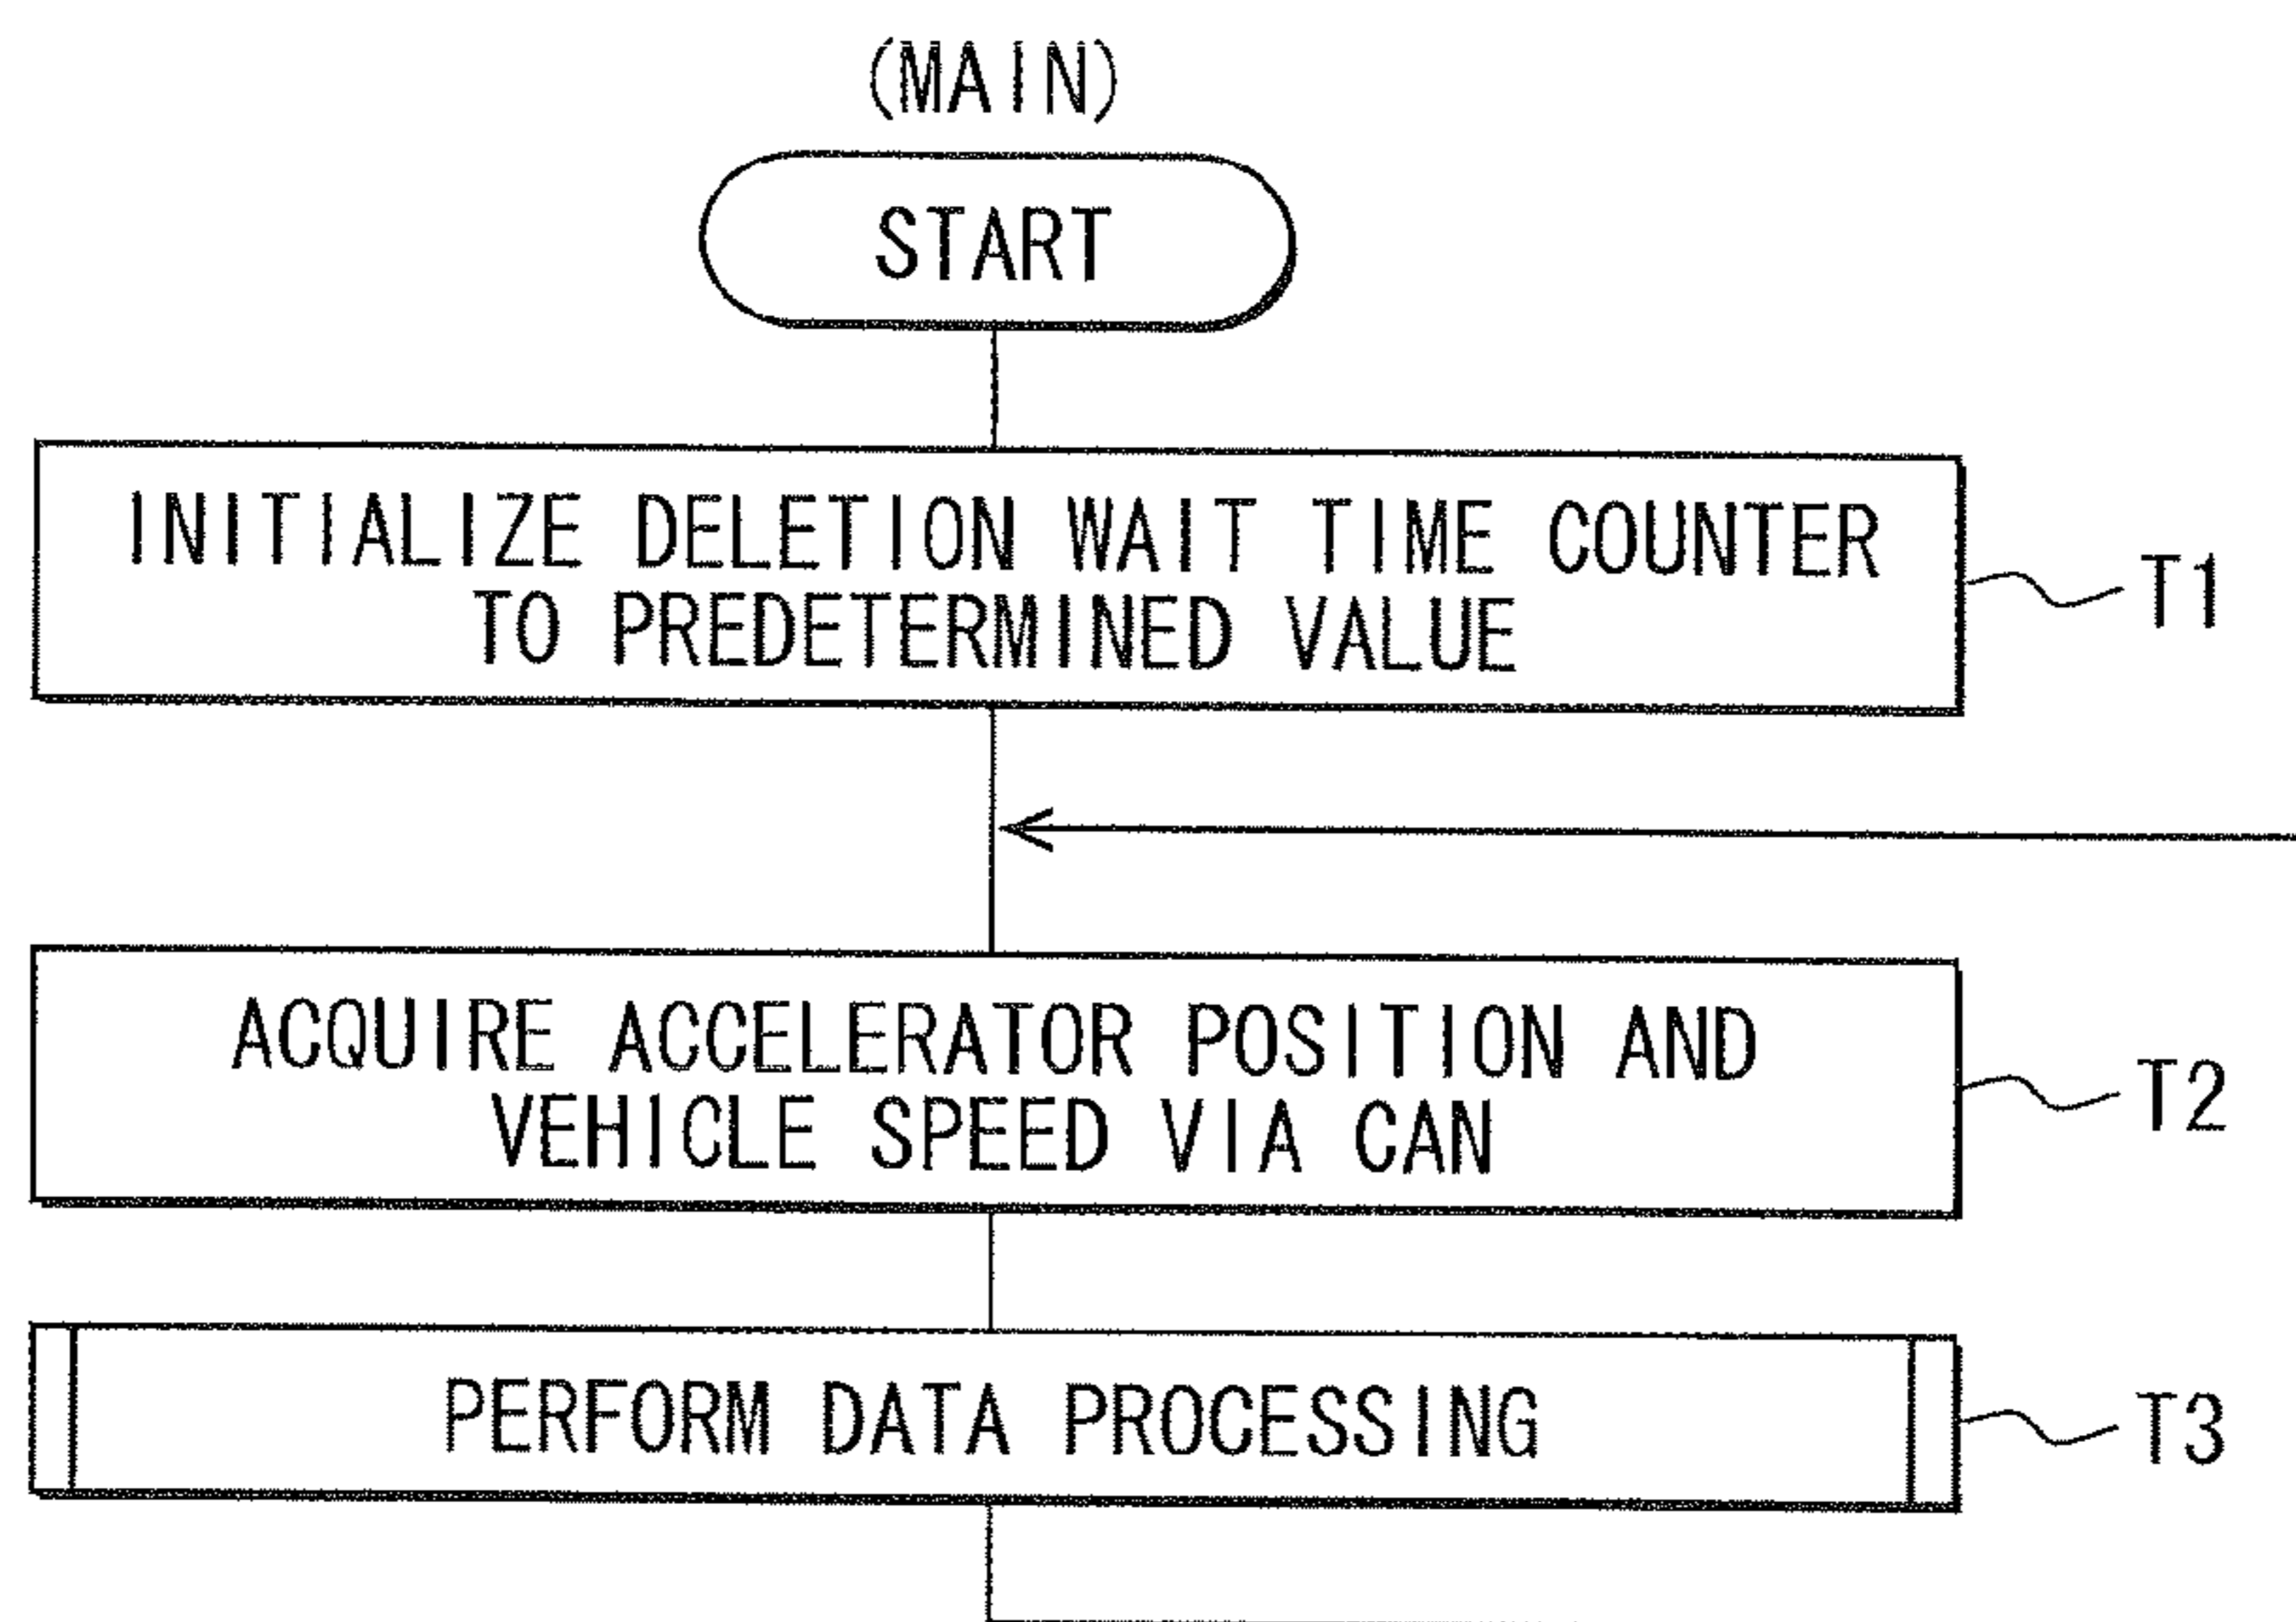 (MAIN)
START
INITIALIZE DELETION WAIT TIME COUNTER
TO PREDETERMINED VALUE
T1
ACQUIRE ACCELERATOR POSITION AND
VEHICLE SPEED VIA CAN
T2
PERFORM DATA PROCESSING
T3